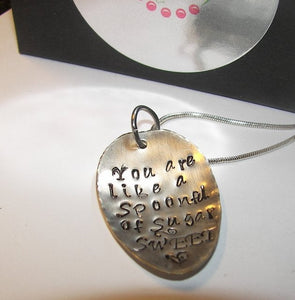 You are
like a
Spoonful
of Sugar
SWEET